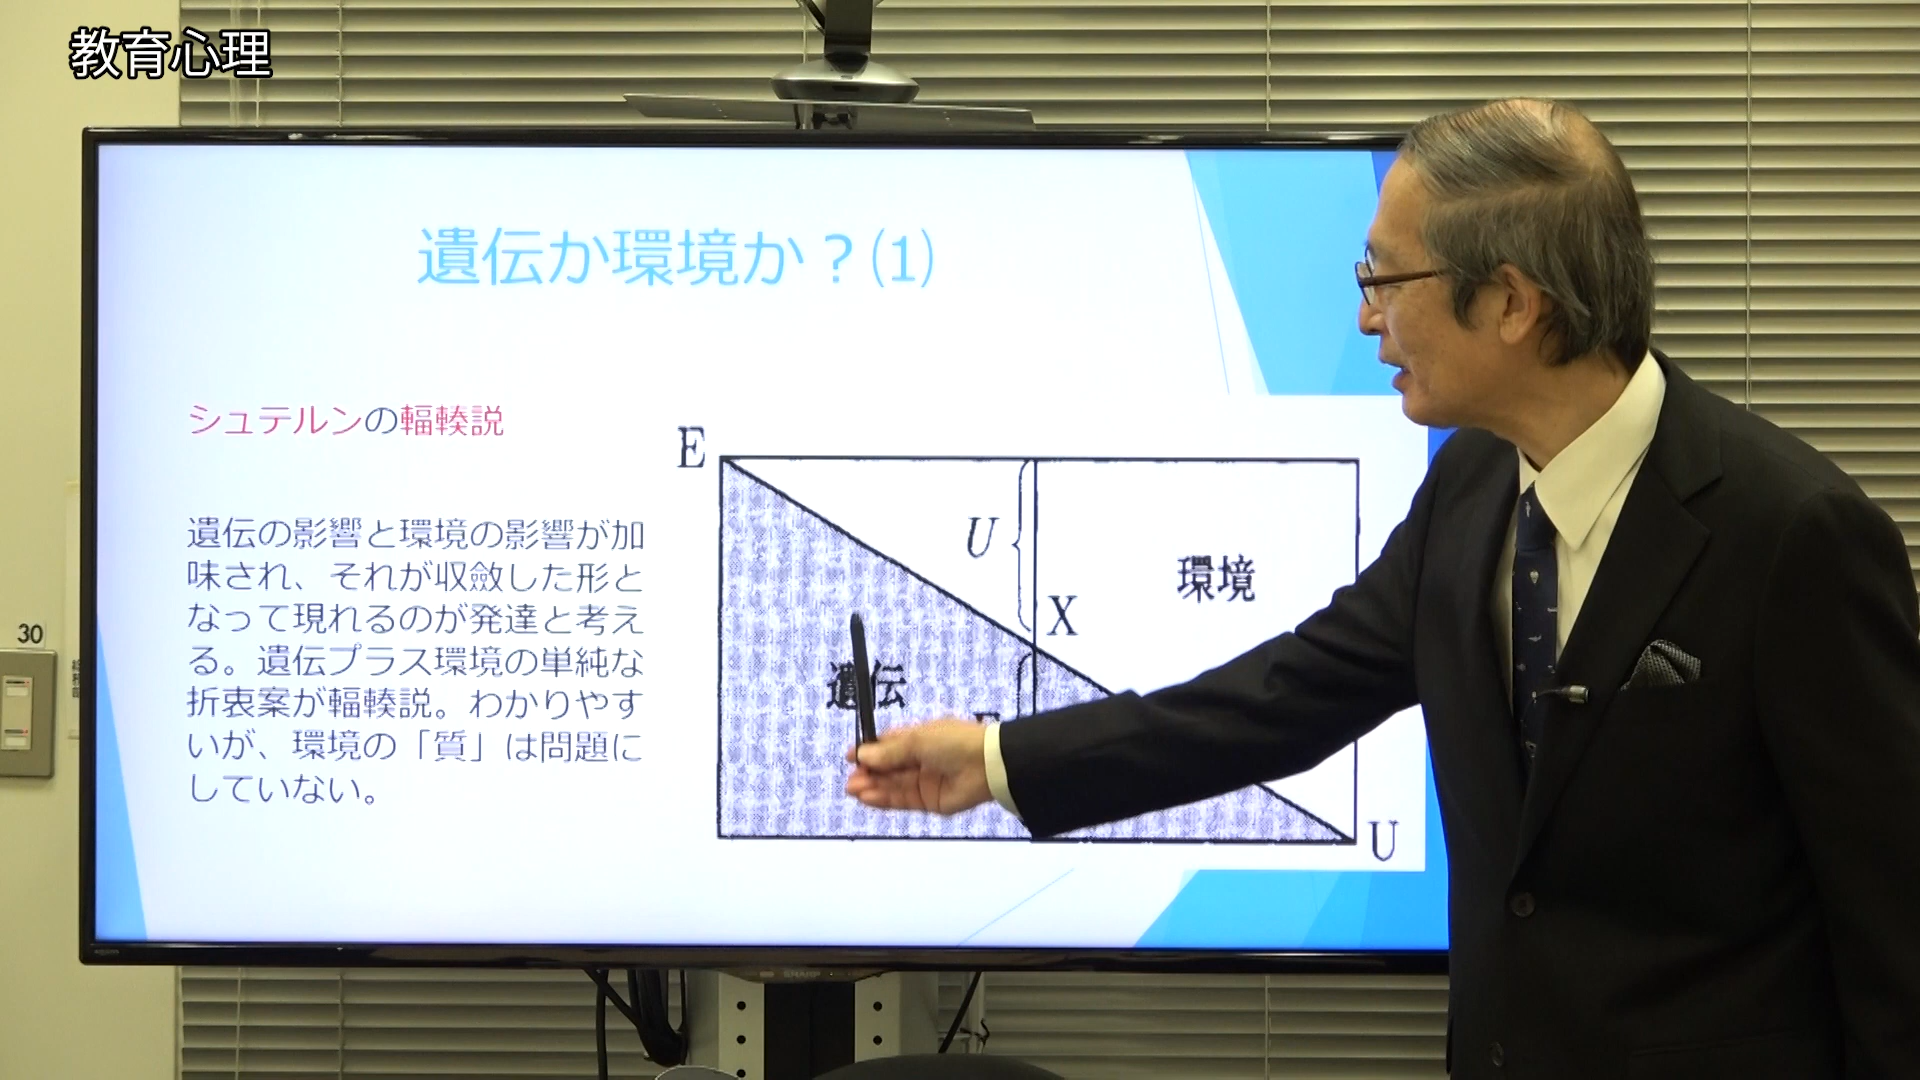 教育心理
遺伝か環境か？(1)
シュテルンの輻輳説
遺伝の影響と環境の影響が加
味され、それが収斂した形と
なって現れるのが発達と考え
る。遺伝プラス環境の単純な
折衷案が輻輳説。わかりやす
いが、環境の「質」は問題に
していない。
E
U
環境
X
遺伝
U
30
SHARP